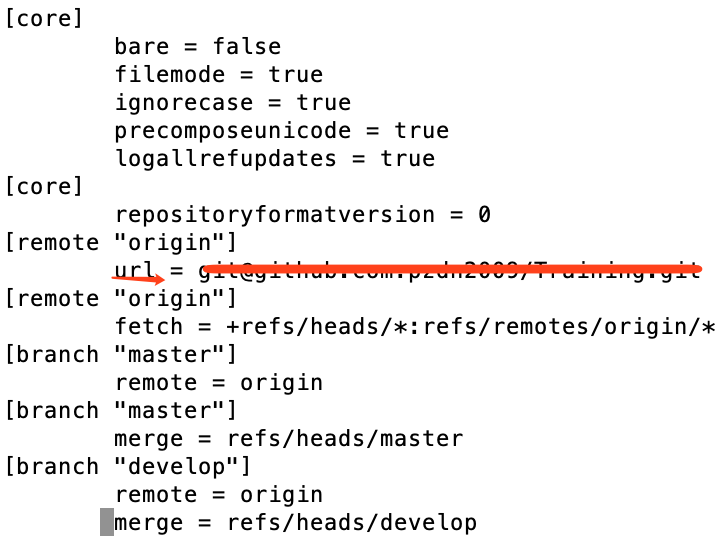 [core]
bare = false
filemode = true
ignorecase = true
precomposeunicode = true
logallrefupdates = true
[core]
repositoryformatversion = 0
[remote "origin"]
url =
[remote "origin"]
fetch = +refs/heads/*:refs/remotes/origin/*
[branch "master"]
remote = origin
[branch "master"]
merge = refs/heads/master
[branch "develop"]
remote = origin
merge = refs/heads/develop